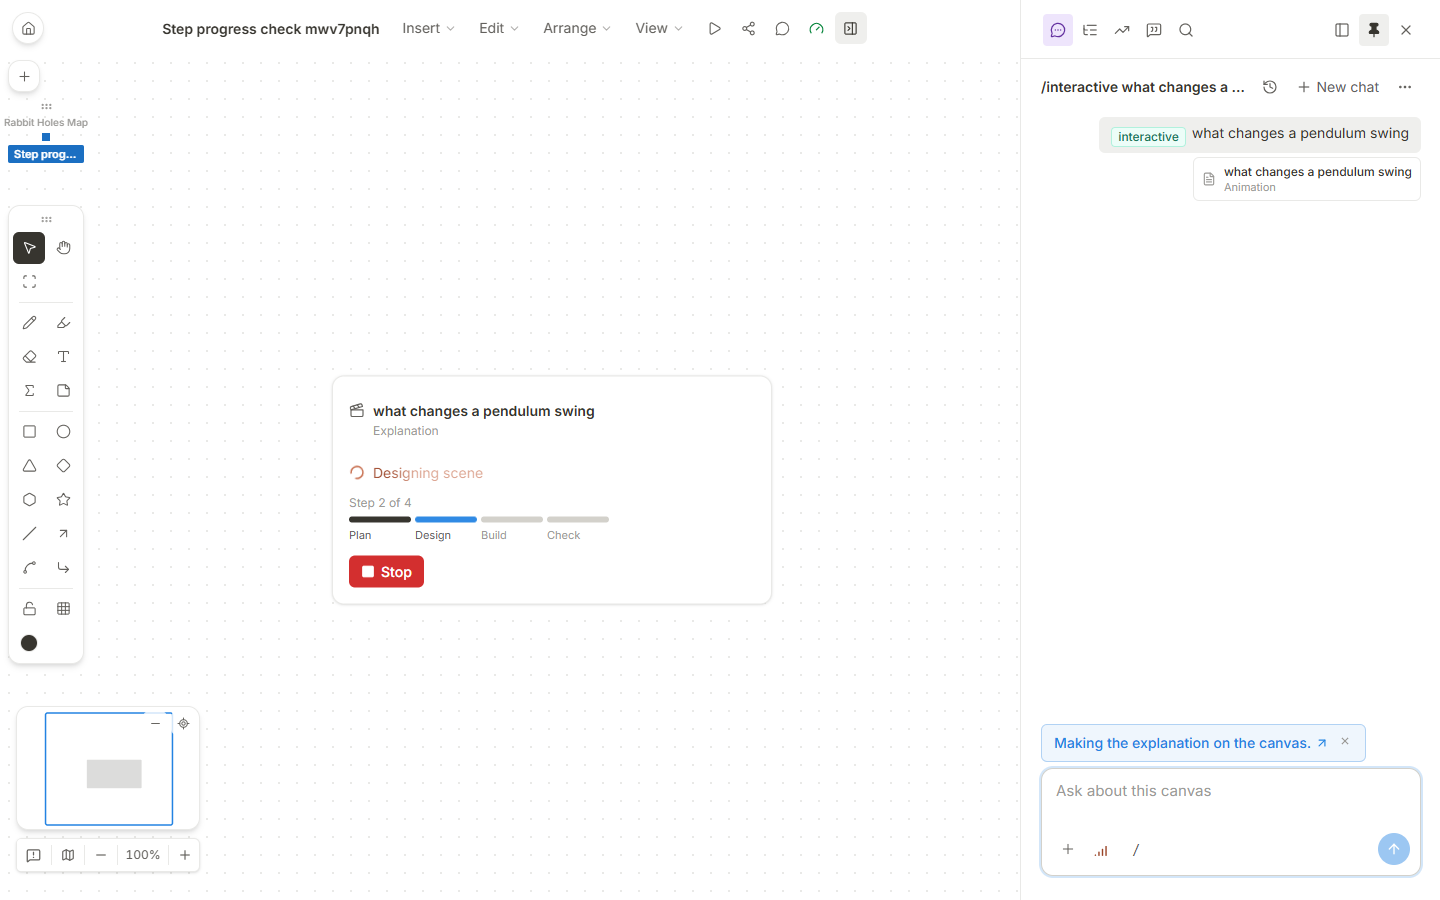 Step progress check mwv7pnqh
Insert
Edit
Arrange
View
Rabbit Holes Map
Step prog...
what changes a pendulum swing
Explanation
Designing scene
Step 2 of 4
Plan
Design
Build
Check
Stop
100%
/interactive what changes a ...
New chat
interactive what changes a pendulum swing
what changes a pendulum swing
Animation
Making the explanation on the canvas.
Ask about this canvas
/